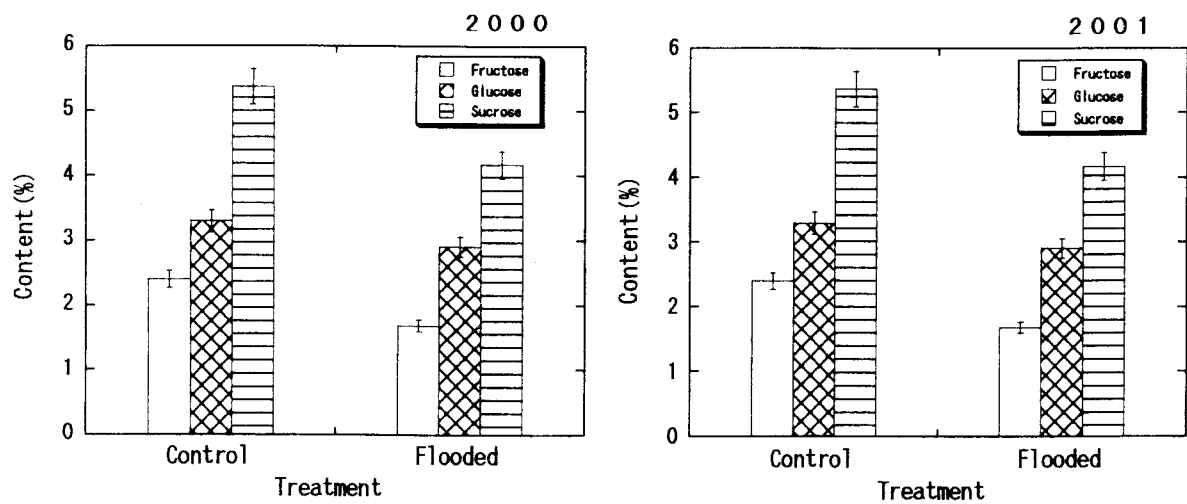 2000
6
5
4
3
2
1
0
Content(%)
Fructose
Glucose
Sucrose
Control Flooded
Treatment
2001
6
5
4
3
2
1
0
Content(%)
Fructose
Glucose
Sucrose
Control Flooded
Treatment